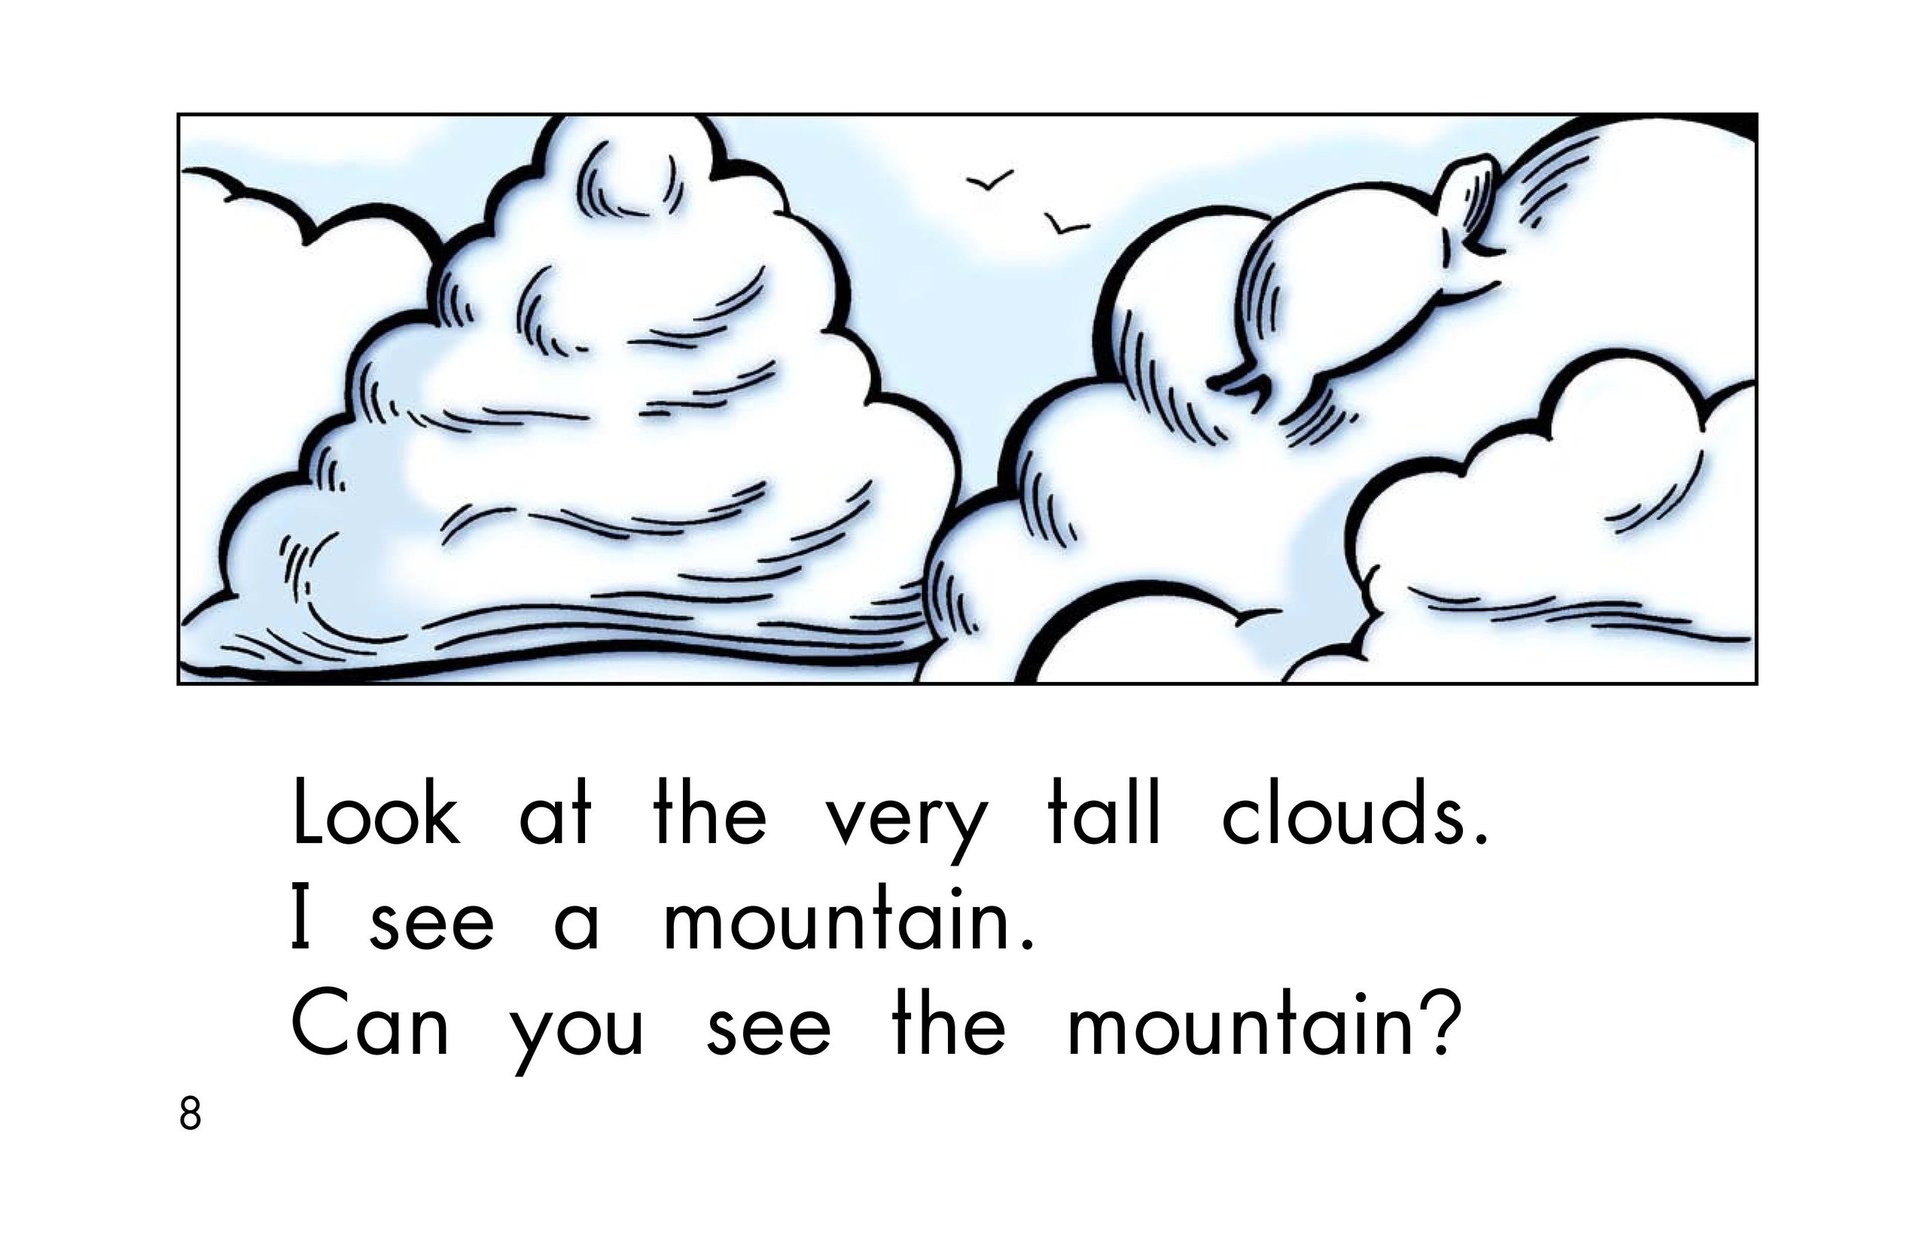 Look at the very tall clouds.
I see a mountain.
Can you see the mountain?
8